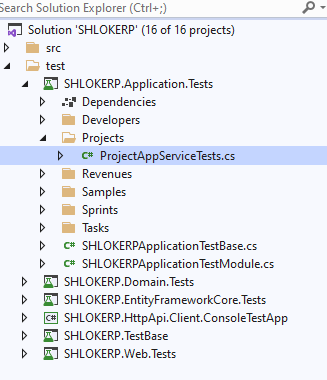 Search Solution Explorer (Ctrl+;)
Solution 'SHLOKERP' (16 of 16 projects)
src
test
SHLOKERP.Application.Tests
Dependencies
Developers
Projects
C# ProjectAppServiceTests.cs
Revenues
Samples
Sprints
Tasks
C# SHLOKERPApplicationTestBase.cs
C# SHLOKERPApplicationTestModule.cs
SHLOKERP.Domain.Tests
SHLOKERP.EntityFrameworkCore.Tests
C# SHLOKERP.HttpApi.Client.ConsoleTestApp
SHLOKERP.TestBase
SHLOKERP.Web.Tests